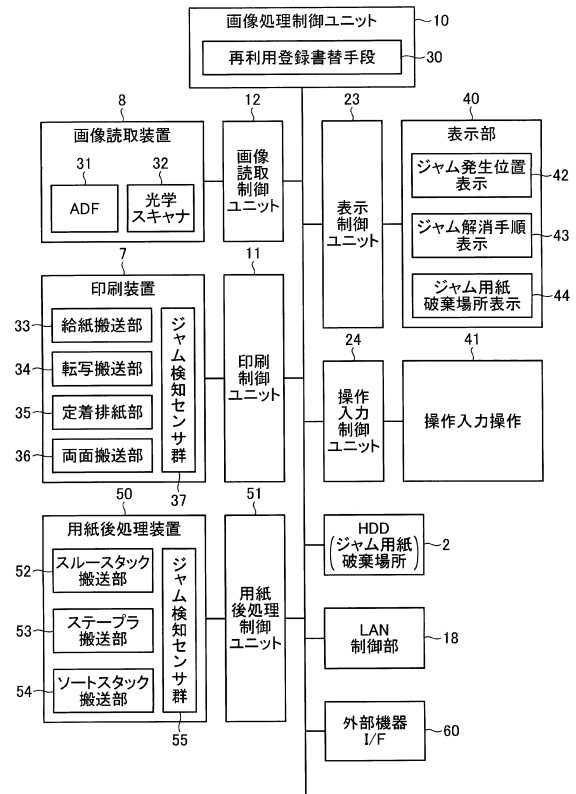 画像処理制御ユニット
10
再利用登録書替手段
30
8
画像読取装置
31
ADF
32
光学
スキャナ
12
画像
読取
制御
ユニット
23
表示
制御
ユニット
40
表示部
ジャム発生位置
表示
42
ジャム解消手順
表示
43
ジャム用紙
破棄場所表示
44
7
印刷装置
33
給紙搬送部
34
転写搬送部
35
定着排紙部
36
両面搬送部
ジャム検知センサ群
37
11
印刷
制御
ユニット
24
操作
入力
制御
ユニット
41
操作入力操作
50
用紙後処理装置
52
スルースタック
搬送部
53
ステープラ
搬送部
54
ソートスタック
搬送部
ジャム検知センサ群
55
51
用紙
後処理
制御
ユニット
HDD
(ジャム用紙
破棄場所)
2
LAN
制御部
18
外部機器
I/F
60